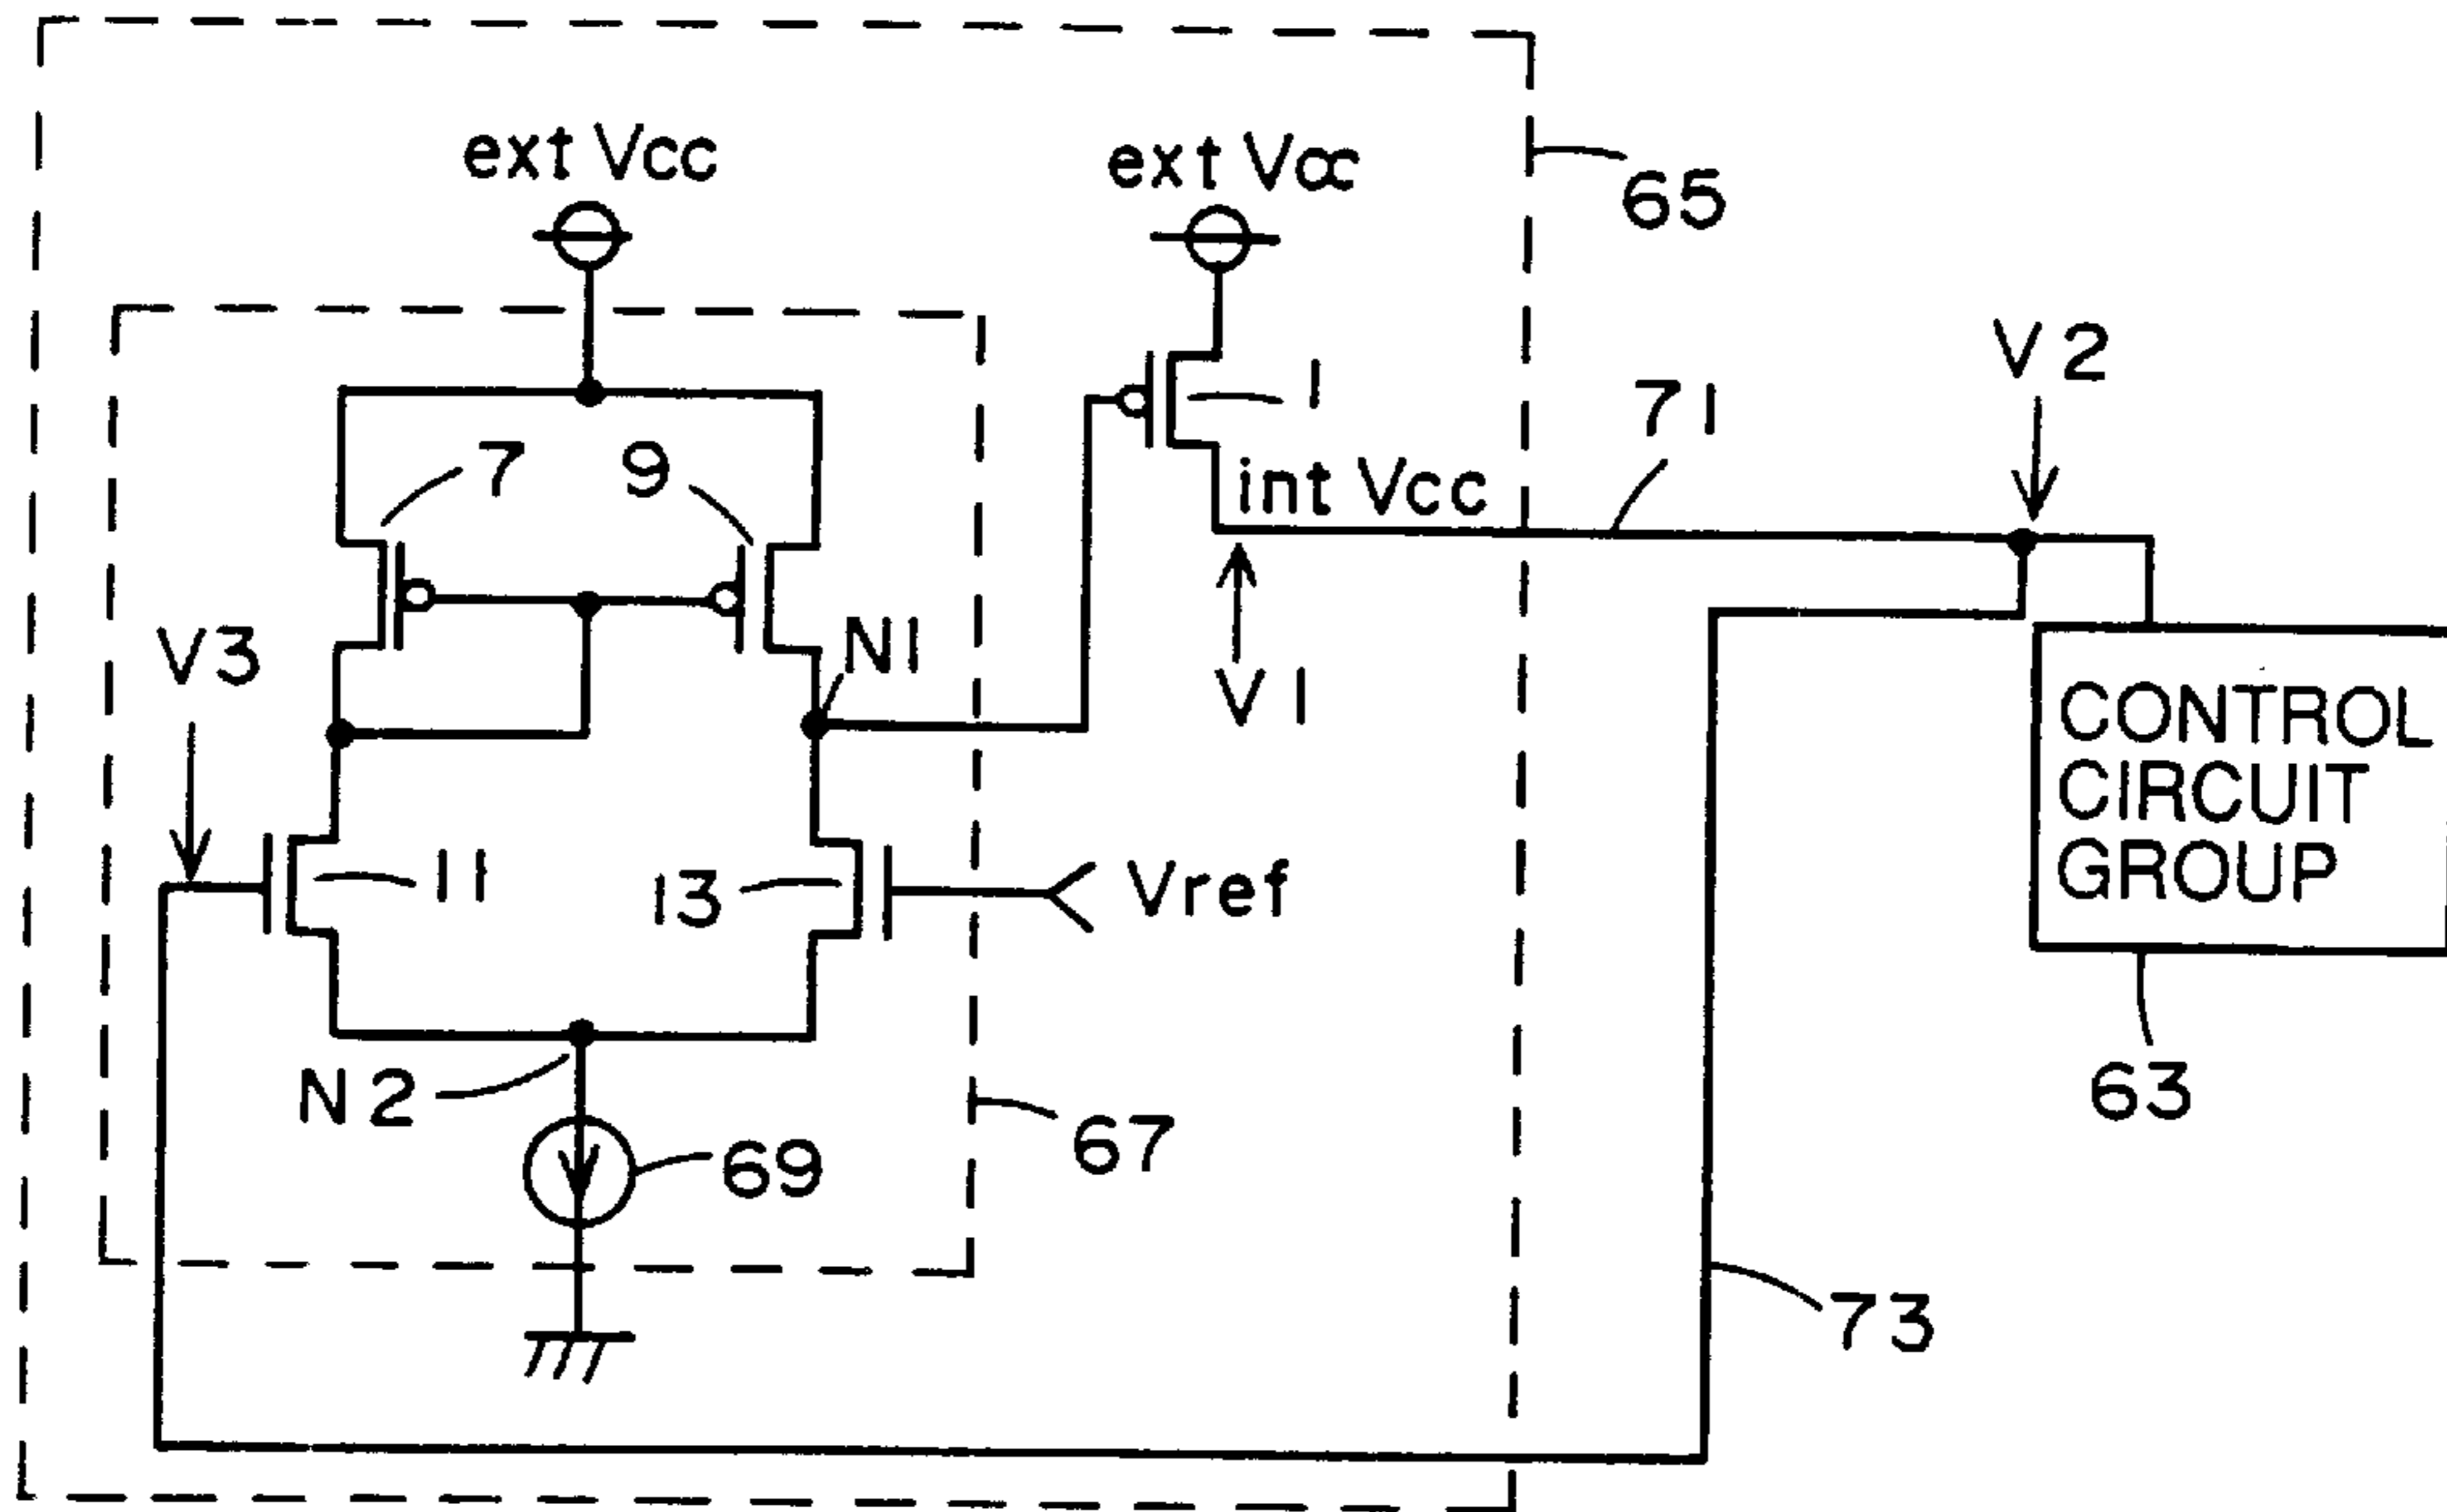 ext Vcc
ext Vcc
65
V2
1
71
7
9
int Vcc
V3
N1
V1
CONTROL
CIRCUIT
GROUP
11
13
Vref
N2
67
63
69
73